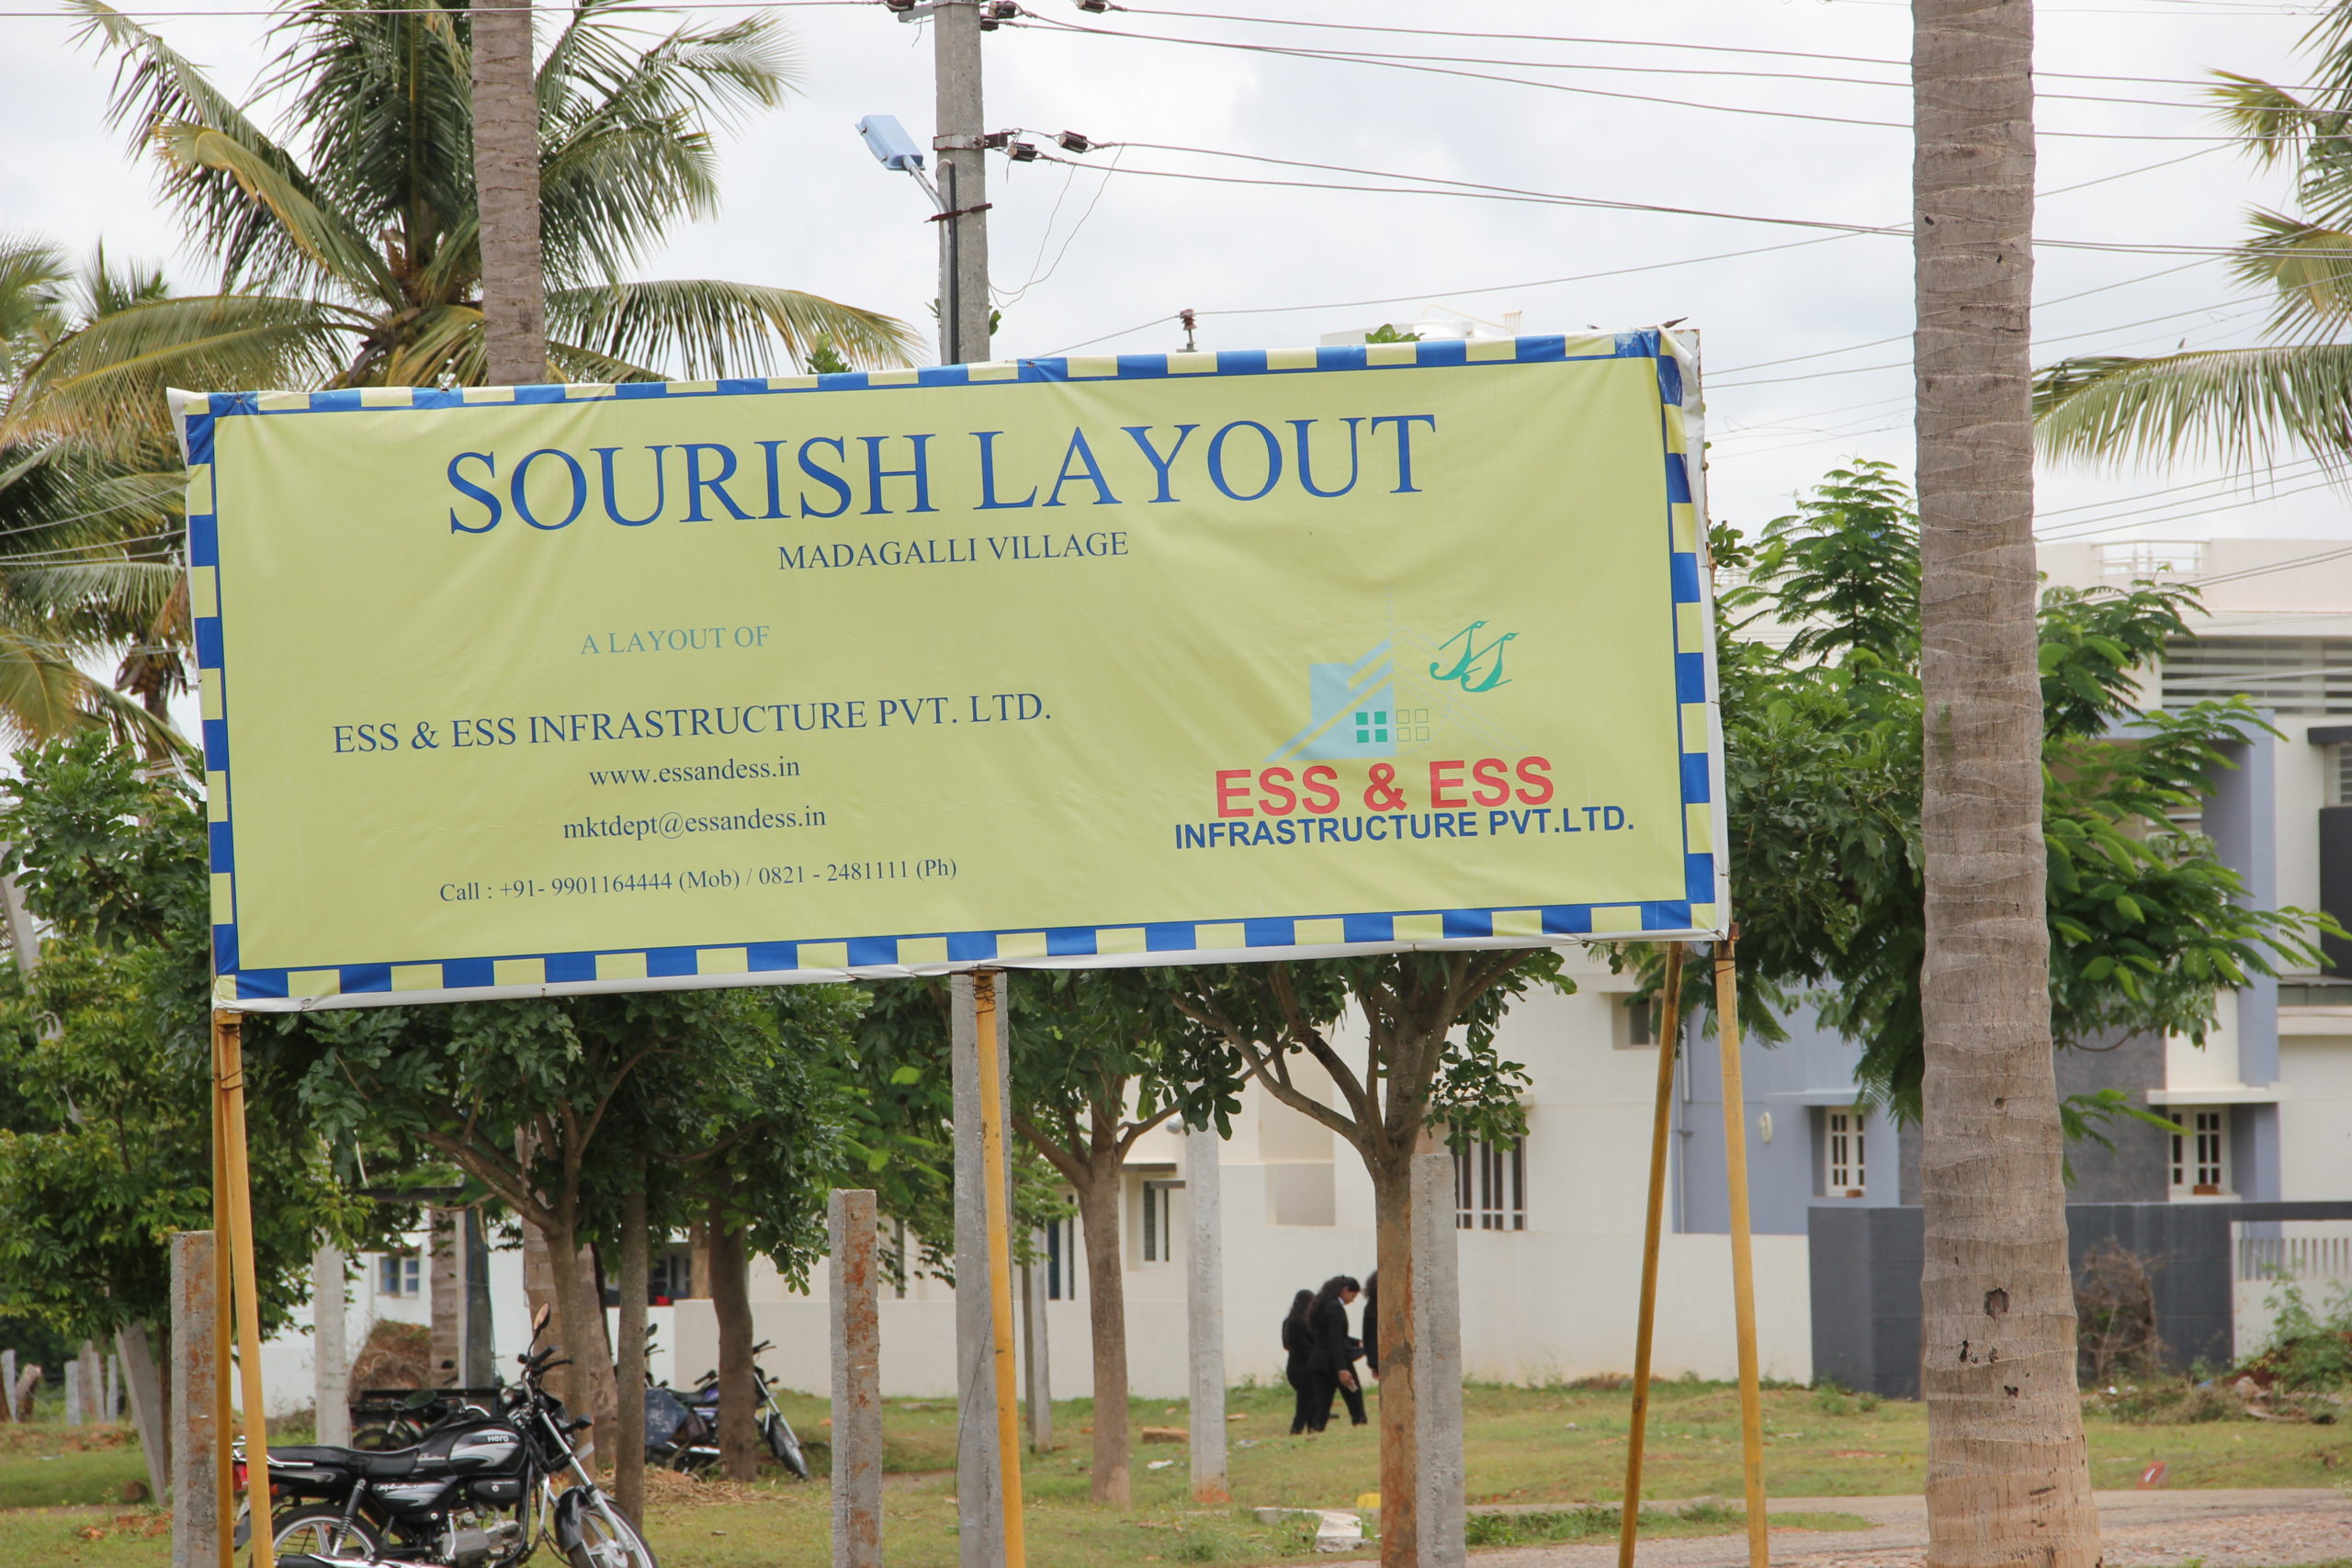 SOURISH LAYOUT
MADAGALLI VILLAGE
A LAYOUT OF
ESS & ESS INFRASTRUCTURE PVT. LTD.
www.essandess.in
mktdept@essandess.in
Call : +91- 9901164444 (Mob) / 0821 - 2481111 (Ph)
ESS & ESS
INFRASTRUCTURE PVT.LTD.
Hero